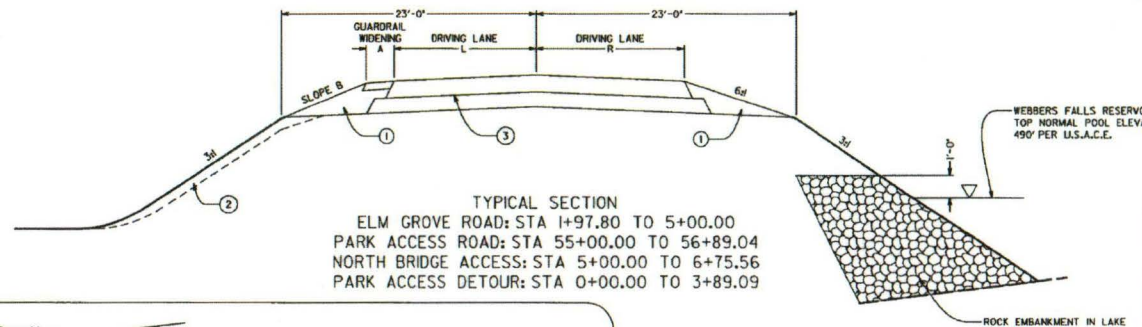 23'-0"
23'-0"
GUARDRAIL
WIDENING
A
DRIVING LANE
L
DRIVING LANE
R
SLOPE B
6:1
3:1
3:1
1
3
1
2
1'-0"
WEBBERS FALLS
TOP NORMAL POOL
490' PER U.S.A.C.E.
TYPICAL SECTION
ELM GROVE ROAD: STA 1+97.80 TO 5+00.00
PARK ACCESS ROAD: STA 55+00.00 TO 56+89.04
NORTH BRIDGE ACCESS: STA 5+00.00 TO 6+75.56
PARK ACCESS DETOUR: STA 0+00.00 TO 3+89.09
ROCK EMBANKMENT IN LAKE